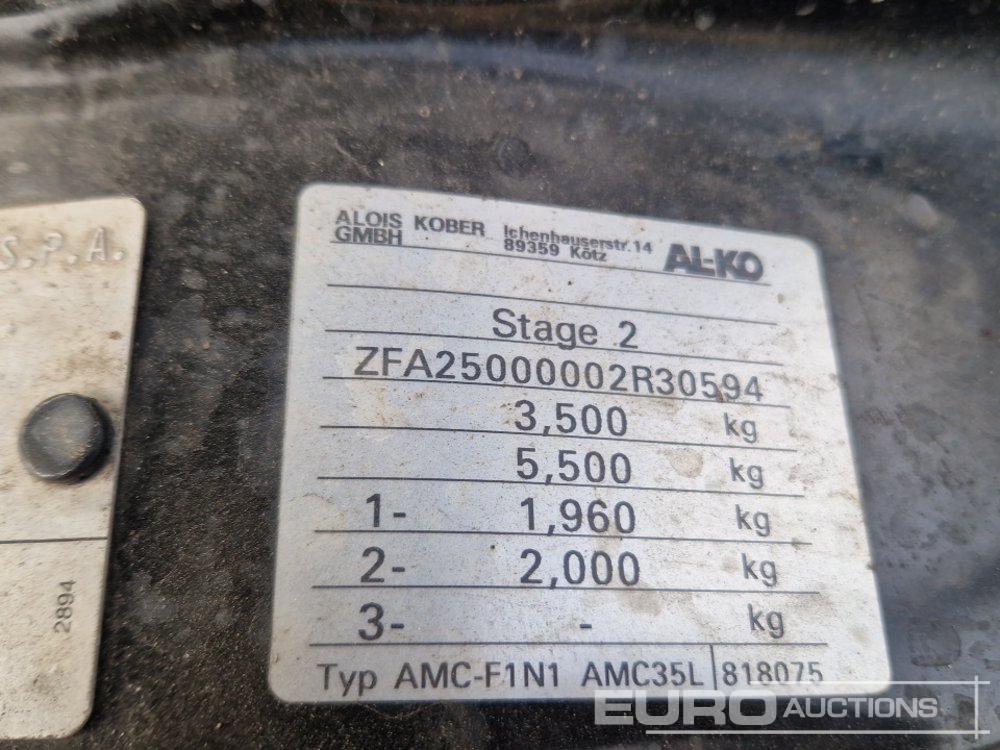 S.P.A.
2894
ALOIS KOBER
GMBH
Ichenhauserstr.14
89359 Kötz
AL-KO
Stage 2
ZFA25000002R30594
3,500 kg
5,500 kg
1- 1,960 kg
2- 2,000 kg
3- - kg
Typ AMC-F1N1 AMC35L 818075
EURO AUCTIONS